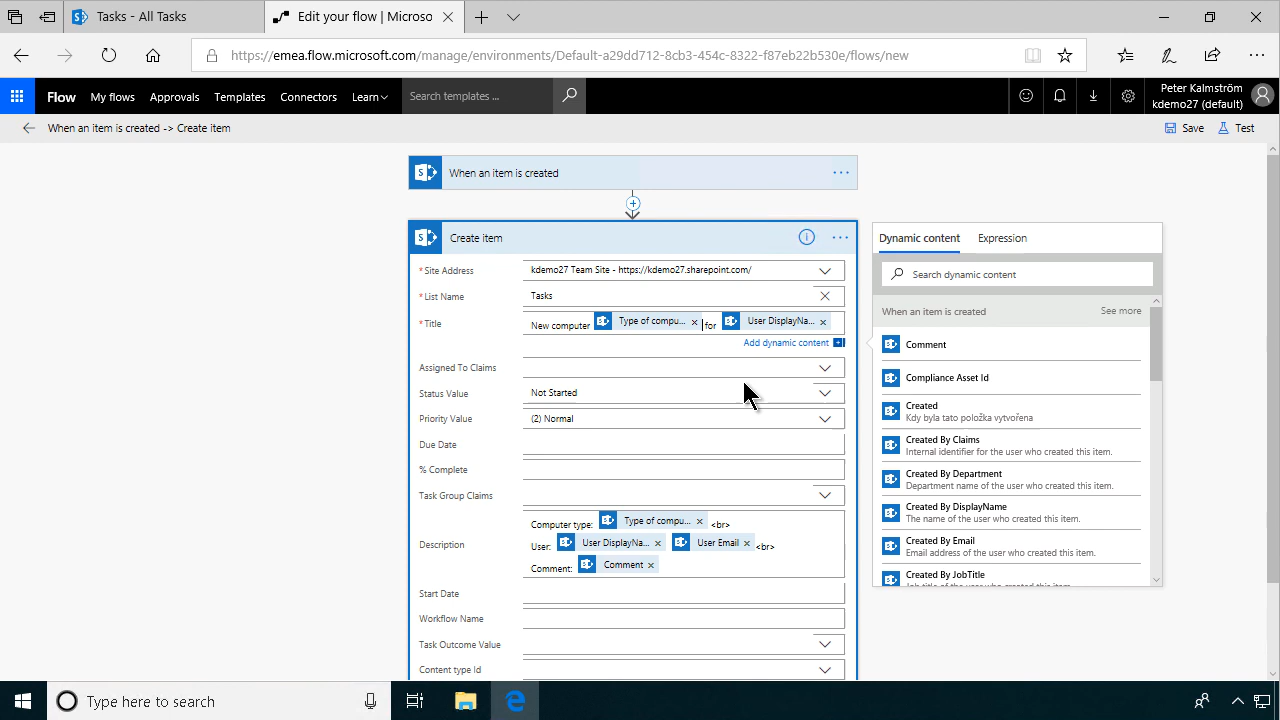 Tasks - All Tasks
Edit your flow | Microso
https://emea.flow.microsoft.com/manage/environments/Default-a29dd712-8cb3-454c-8322-f87eb22b530e/flows/new
Flow My flows Approvals Templates Connectors Learn Search templates ...
Peter Kalmström
kdemo27 (default)
When an item is created -> Create item
Save Test
When an item is created
Create item
* Site Address kdemo27 Team Site - https://kdemo27.sharepoint.com/
* List Name Tasks
* Title New computer Type of compu... for User DisplayNa...
Add dynamic content
Assigned To Claims
Status Value Not Started
Priority Value (2) Normal
Due Date
% Complete
Task Group Claims
Description
Computer type: Type of compu... <br>
User: User DisplayNa... User Email <br>
Comment: Comment
Start Date
Workflow Name
Task Outcome Value
Content type Id
Dynamic content Expression
Search dynamic content
When an item is created See more
Comment
Compliance Asset Id
Created
Kdy byla tato položka vytvořena
Created By Claims
Internal identifier for the user who created this item.
Created By Department
Department name of the user who created this item.
Created By DisplayName
The name of the user who created this item.
Created By Email
Email address of the user who created this item.
Created By JobTitle
Job title of the user who created this item.
Type here to search